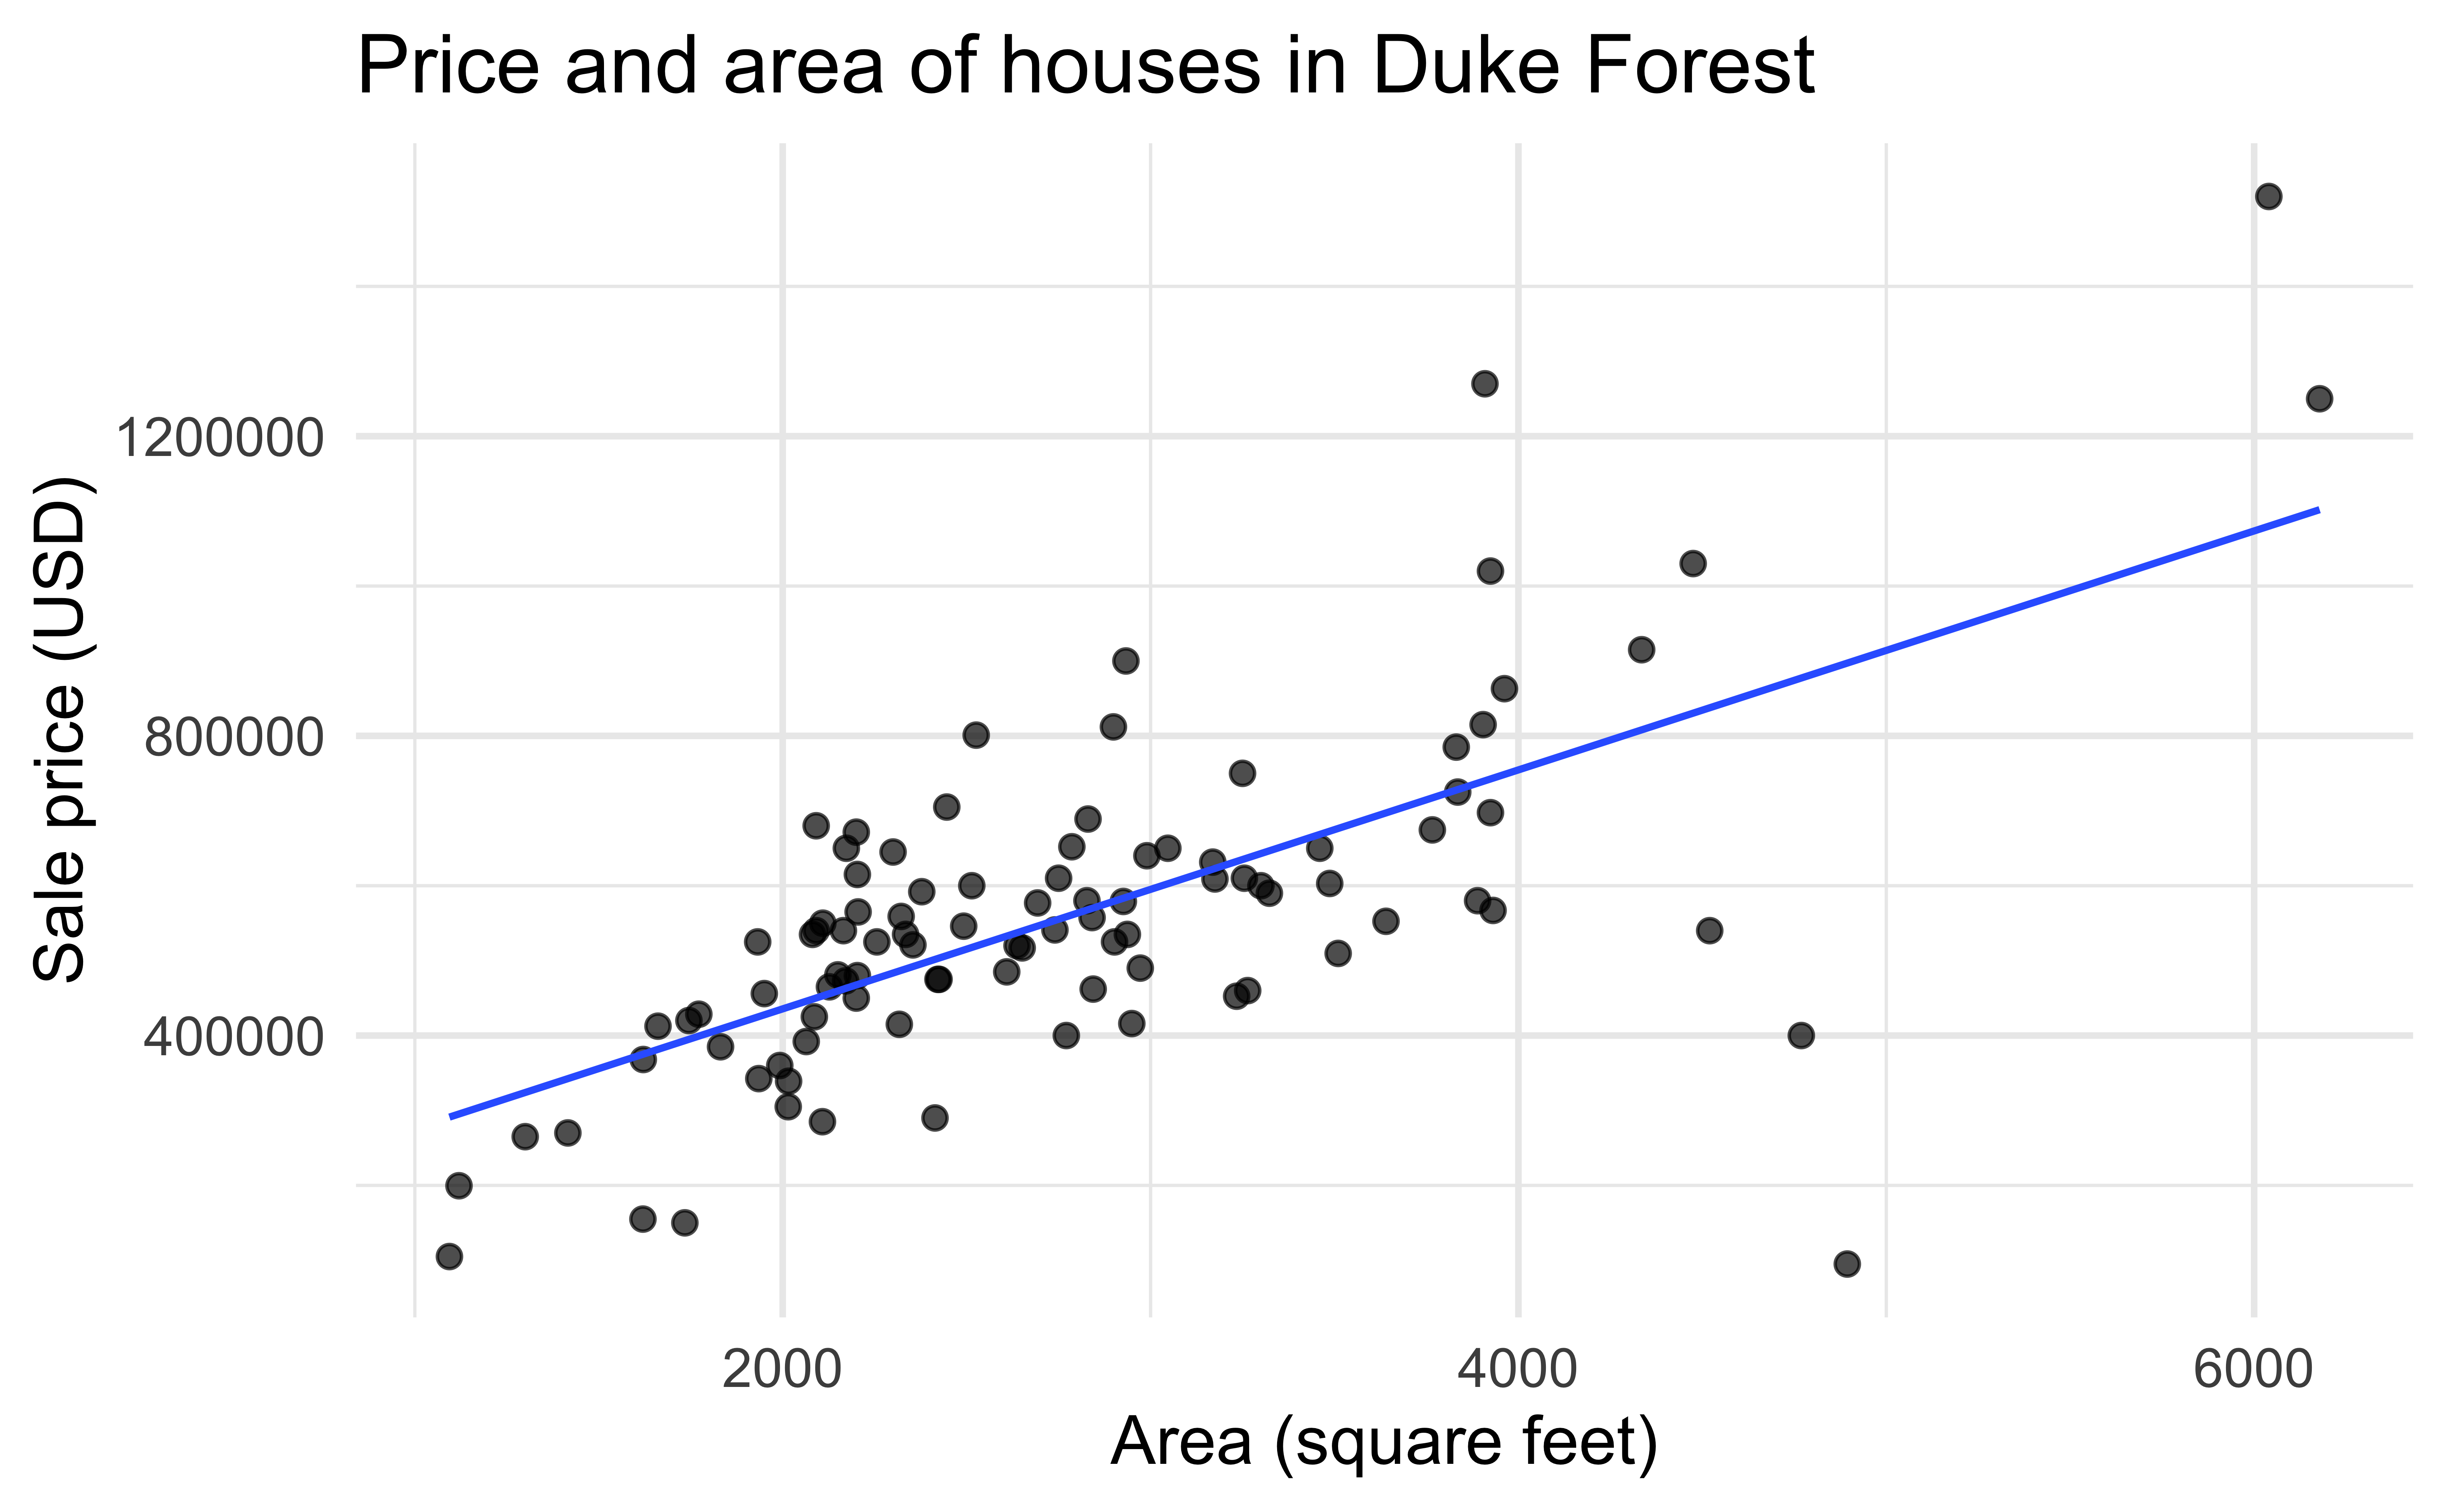 Price and area of houses in Duke Forest
Sale price (USD)
1200000
800000
400000
2000
4000
6000
Area (square feet)